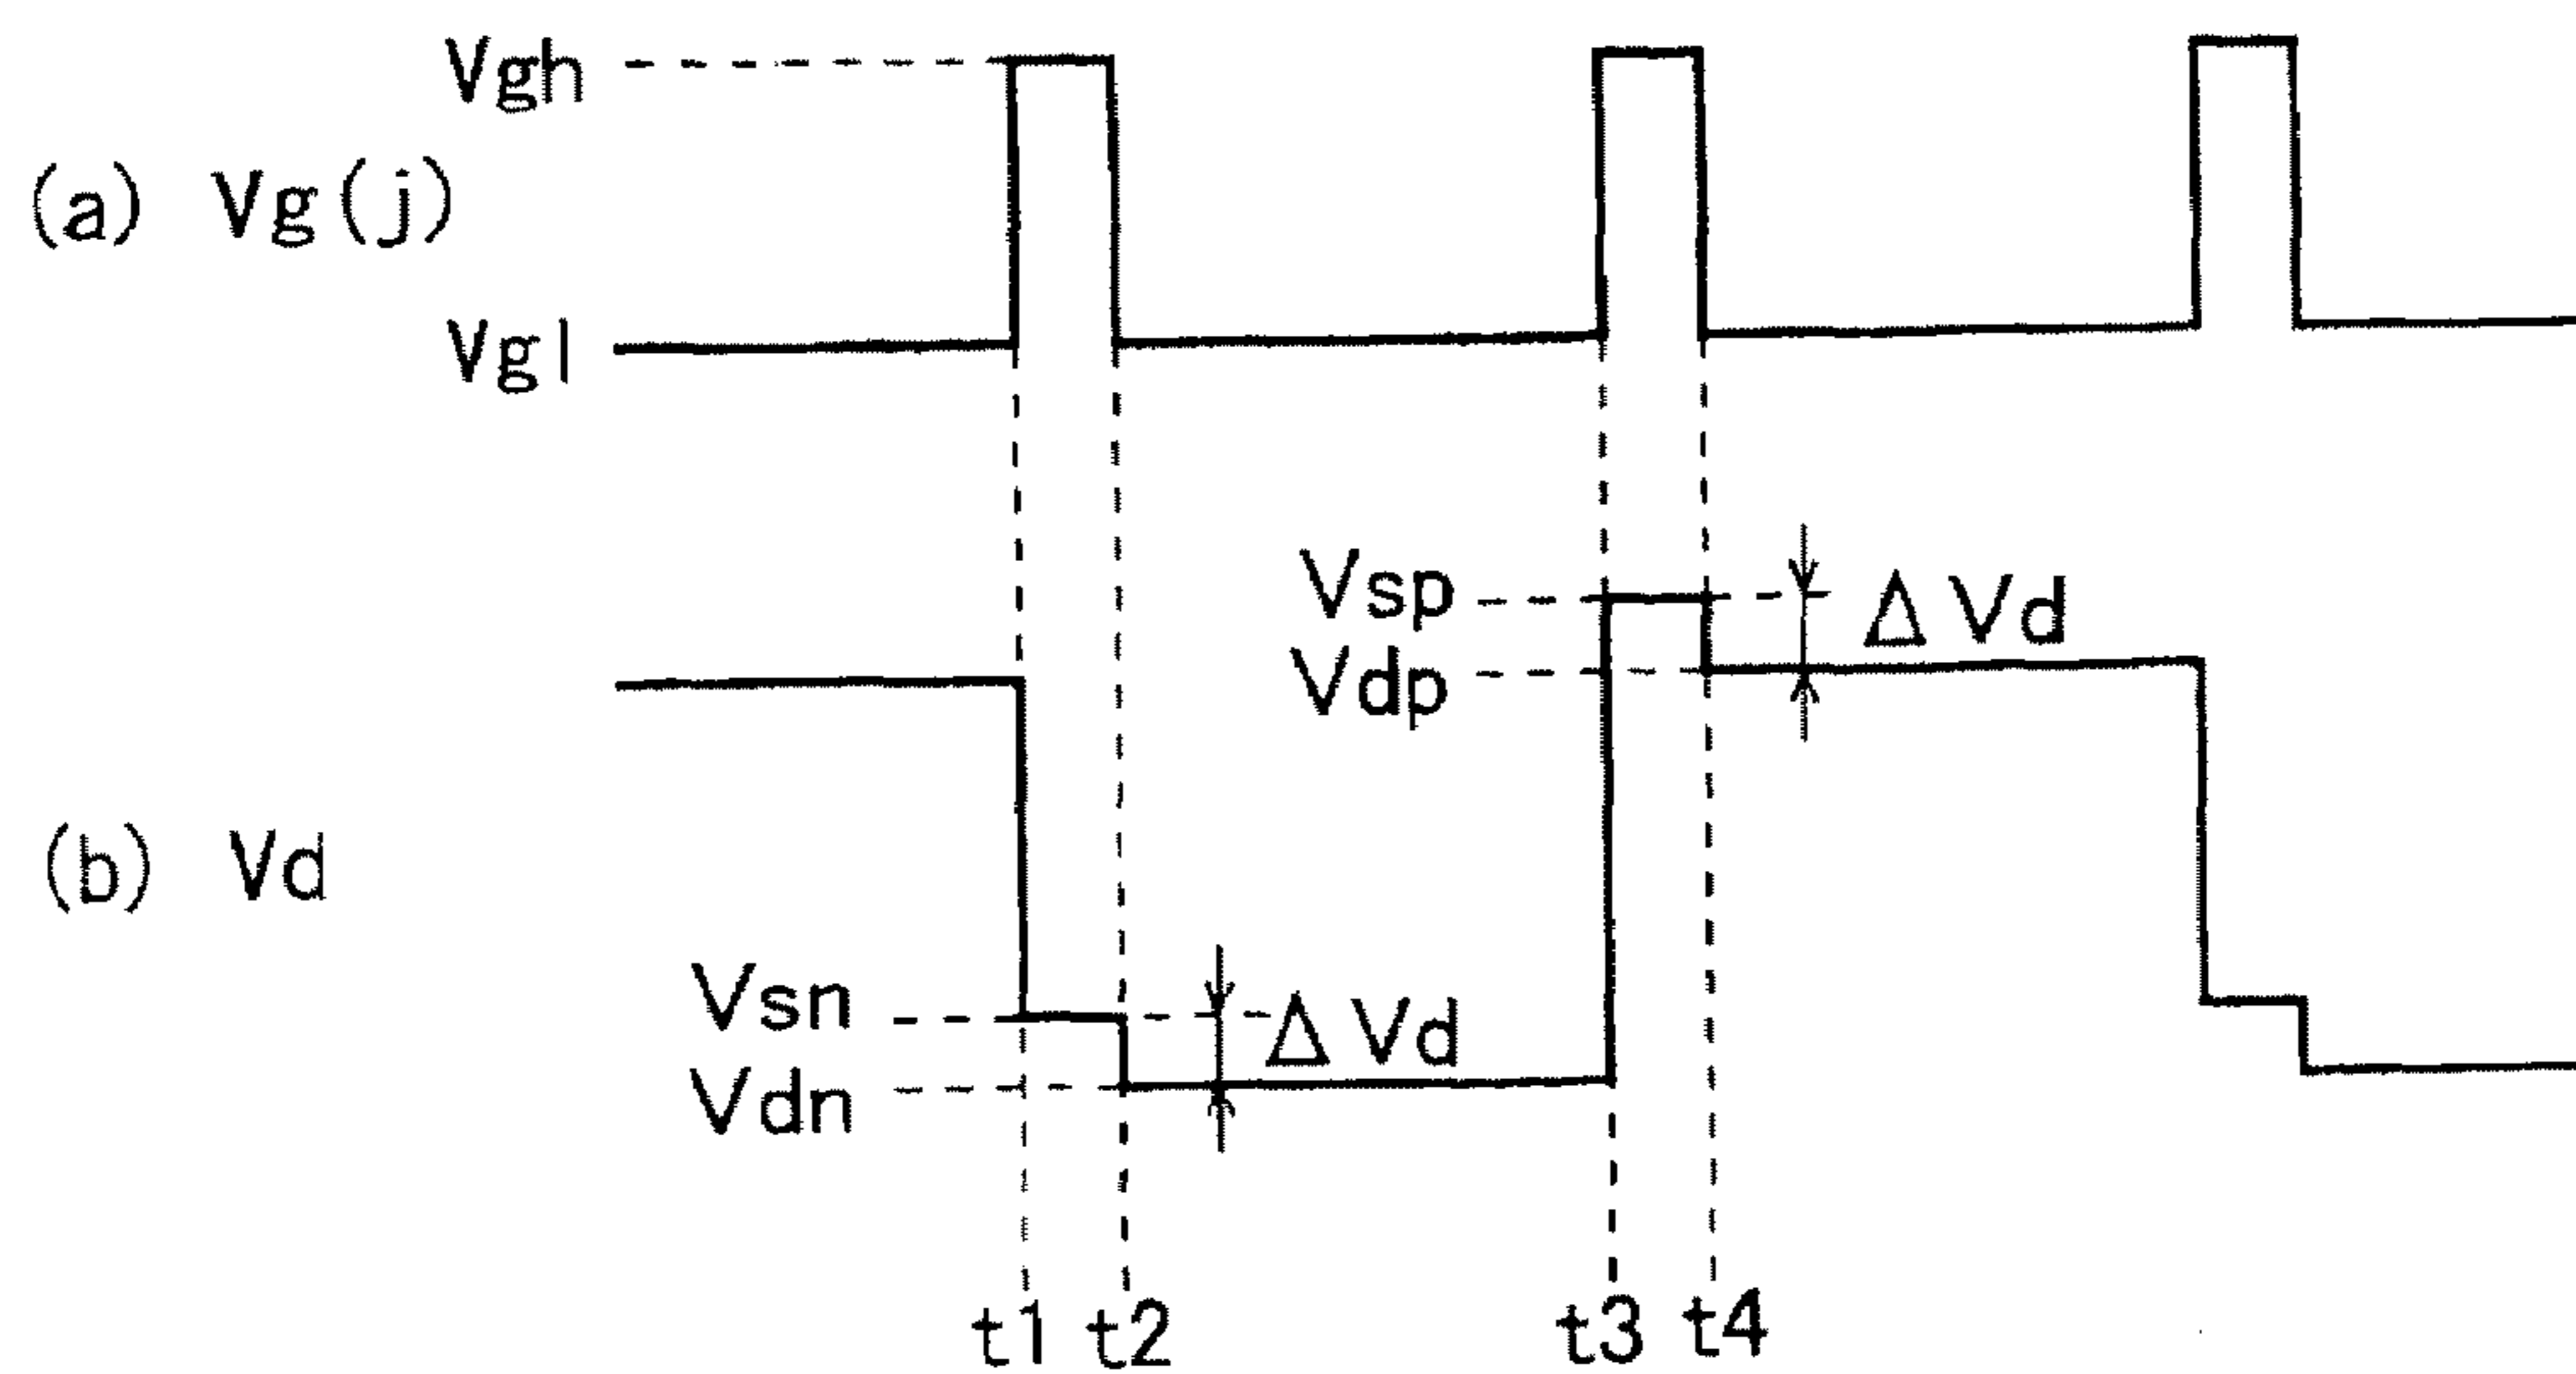 Vgh
(a) Vg(j)
Vgl
Vsp
ΔVd
Vdp
(b) Vd
Vsn
ΔVd
Vdn
t1 t2 t3 t4